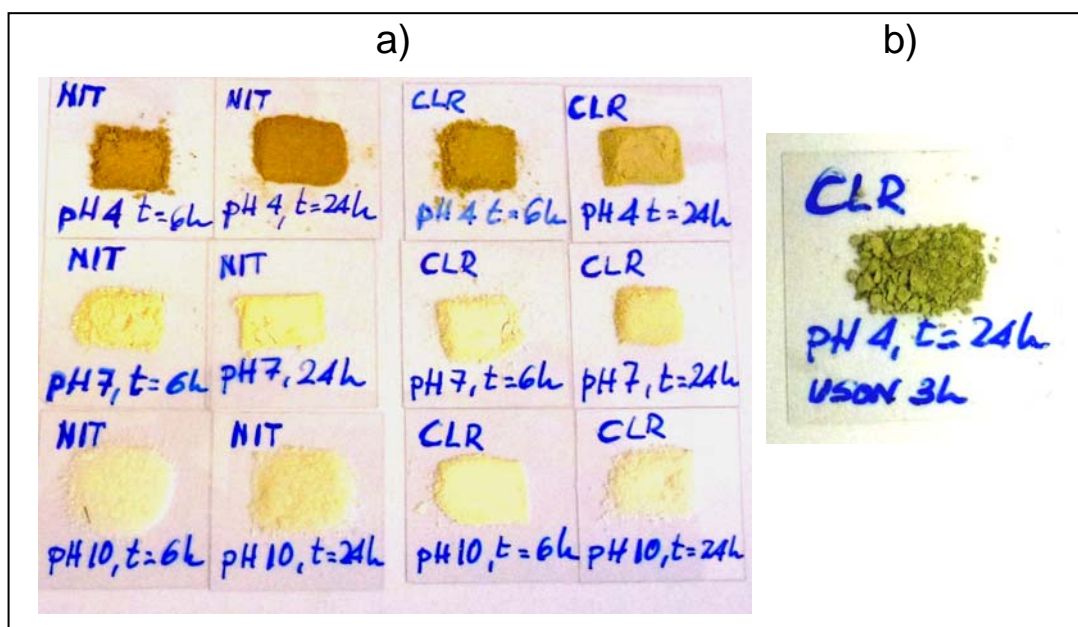 a)
b)
NIT
pH 4 t=6h
NIT
pH 4, t=24h
CLR
pH 4 t=6h
CLR
pH 4 t=24h
NIT
pH 7, t=6h
NIT
pH 7, 24h
CLR
pH 7, t=6h
CLR
pH 7, t=24h
NIT
pH 10, t=6h
NIT
pH 10, t=24h
CLR
pH 10, t=6h
CLR
pH 10, t=24h
CLR
pH 4, t=24h
USON 3h